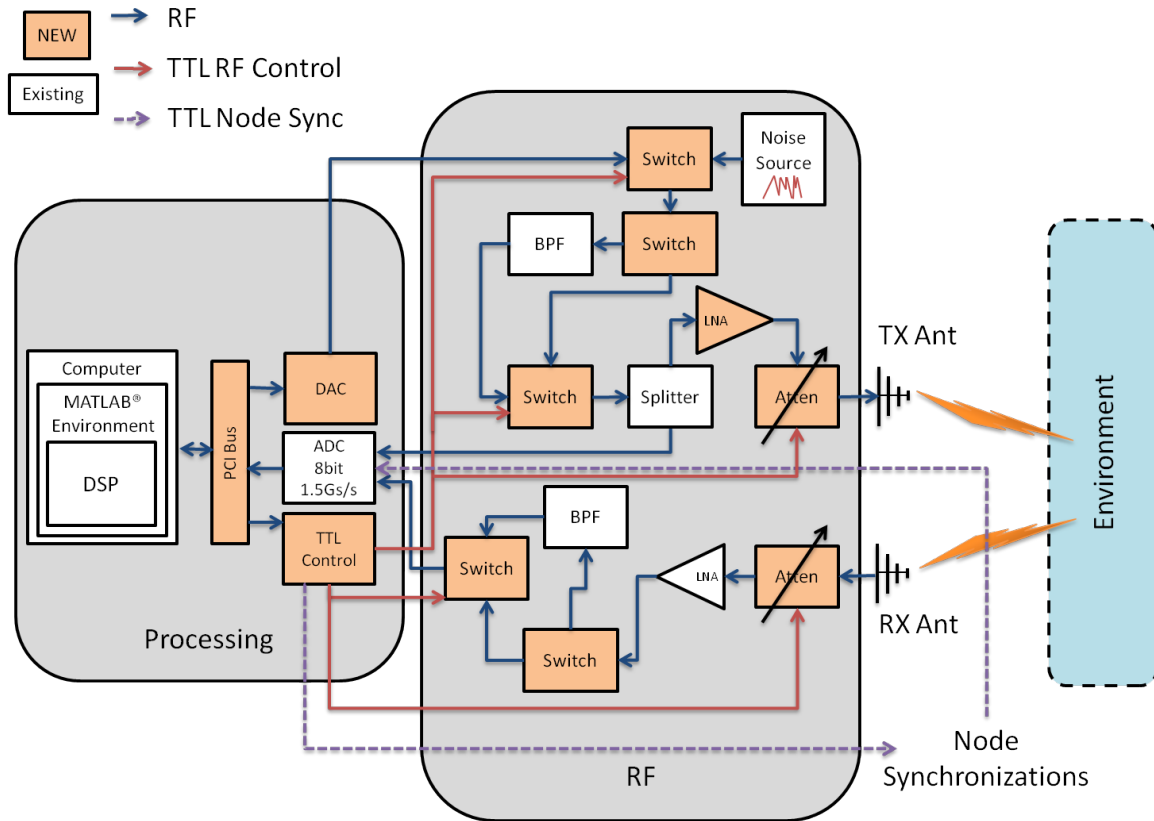 NEW
RF
TTL RF Control
Existing
TTL Node Sync
Switch
Noise
Source
BPF
Switch
LNA
TX Ant
Computer
MATLAB®
Environment
DSP
PCI Bus
DAC
Switch
Splitter
Atten
ADC
8bit
1.5Gs/s
Environment
TTL
Control
BPF
Switch
LNA
Atten
RX Ant
Processing
Switch
RF
Node
Synchronizations